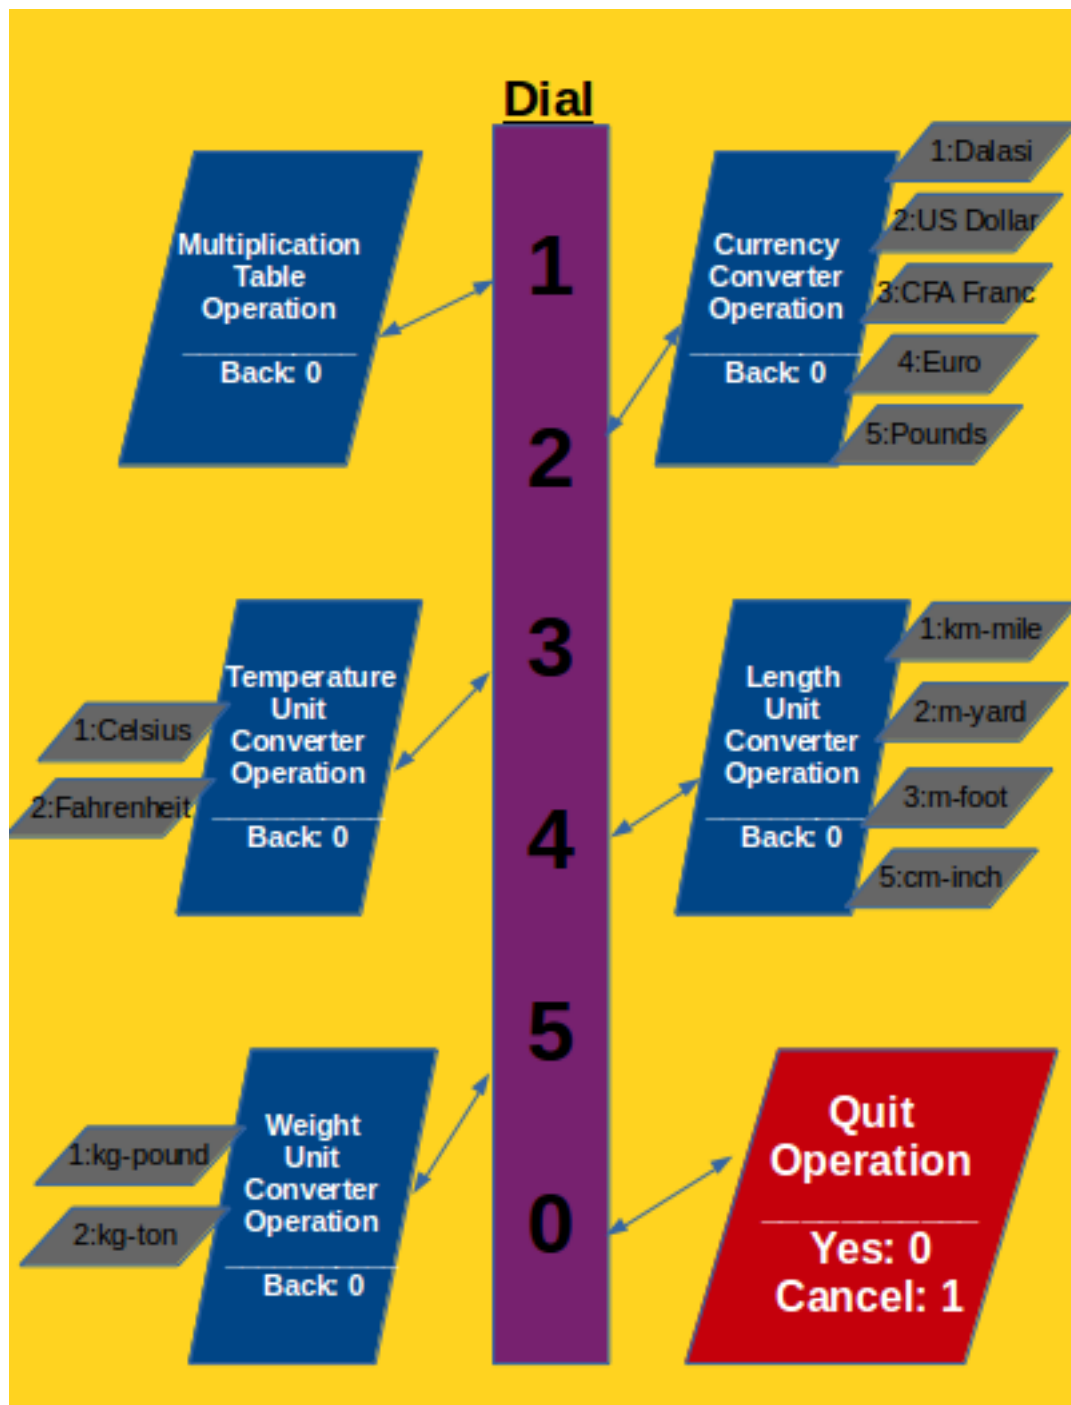 Dial
1
2
3
4
5
0
Multiplication
Table
Operation
Back: 0
Currency
Converter
Operation
Back: 0
1:Dalasi
2:US Dollar
3:CFA Franc
4:Euro
5:Pounds
Temperature
Unit
Converter
Operation
Back: 0
1:Celsius
2:Fahrenheit
Length
Unit
Converter
Operation
Back: 0
1:km-mile
2:m-yard
3:m-foot
5:cm-inch
Weight
Unit
Converter
Operation
Back: 0
1:kg-pound
2:kg-ton
Quit
Operation
Yes: 0
Cancel: 1